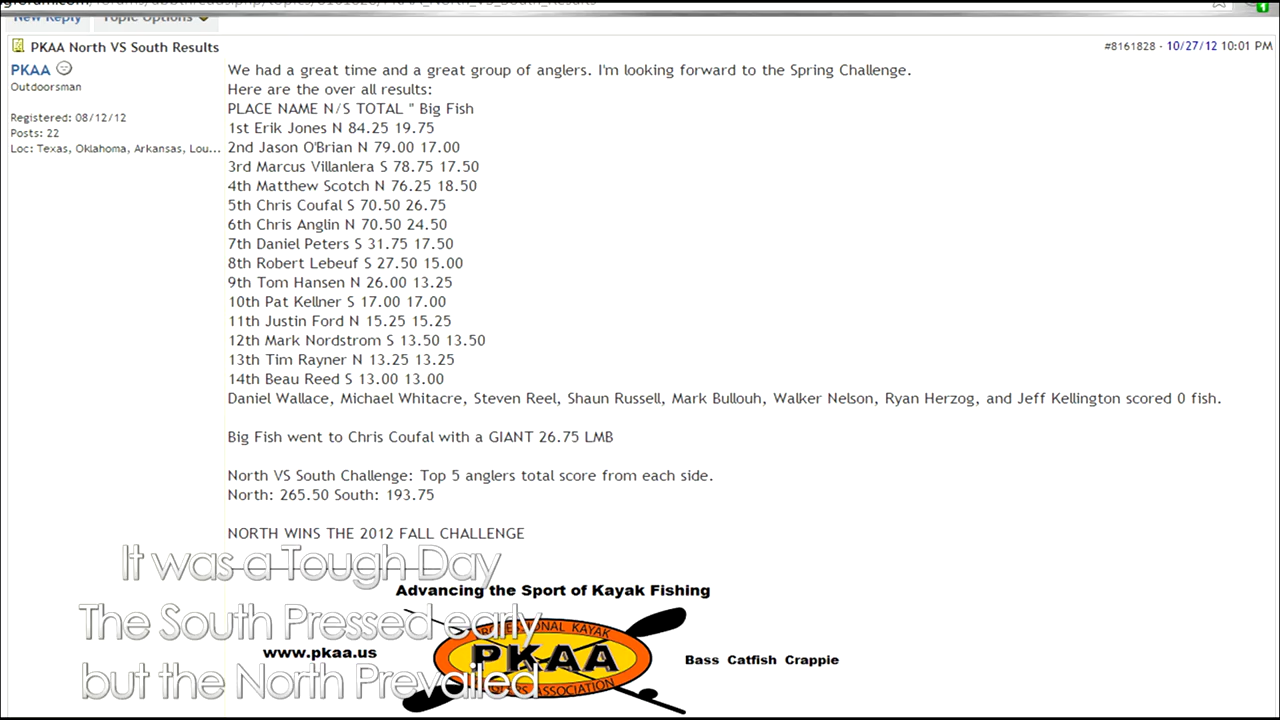 New Reply Topic Options
PKAA North VS South Results #8161828 - 10/27/12 10:01 PM
PKAA
Outdoorsman
Registered: 08/12/12
Posts: 22
Loc: Texas, Oklahoma, Arkansas, Lou...
We had a great time and a great group of anglers. I'm looking forward to the Spring Challenge.
Here are the over all results:
PLACE NAME N/S TOTAL " Big Fish
1st Erik Jones N 84.25 19.75
2nd Jason O'Brian N 79.00 17.00
3rd Marcus Villanlera S 78.75 17.50
4th Matthew Scotch N 76.25 18.50
5th Chris Coufal S 70.50 26.75
6th Chris Anglin N 70.50 24.50
7th Daniel Peters S 31.75 17.50
8th Robert Lebeuf S 27.50 15.00
9th Tom Hansen N 26.00 13.25
10th Pat Kellner S 17.00 17.00
11th Justin Ford N 15.25 15.25
12th Mark Nordstrom S 13.50 13.50
13th Tim Rayner N 13.25 13.25
14th Beau Reed S 13.00 13.00
Daniel Wallace, Michael Whitacre, Steven Reel, Shaun Russell, Mark Bullouh, Walker Nelson, Ryan Herzog, and Jeff Kellington scored 0 fish.
Big Fish went to Chris Coufal with a GIANT 26.75 LMB
North VS South Challenge: Top 5 anglers total score from each side.
North: 265.50 South: 193.75
NORTH WINS THE 2012 FALL CHALLENGE
It was a Tough Day
The South Pressed early
but the North Prevailed
Advancing the Sport of Kayak Fishing
www.pkaa.us
PROFESSIONAL KAYAK
PKAA
ASSOCIATION
Bass Catfish Crappie